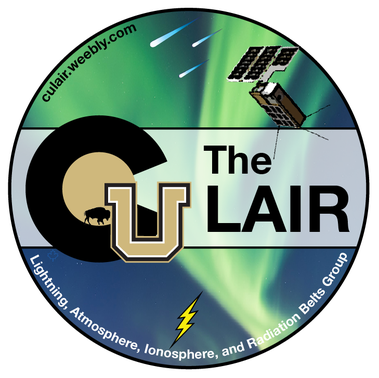 culair.weebly.com
CU
The
LAIR
Lightning, Atmosphere, Ionosphere, and Radiation Belts Group